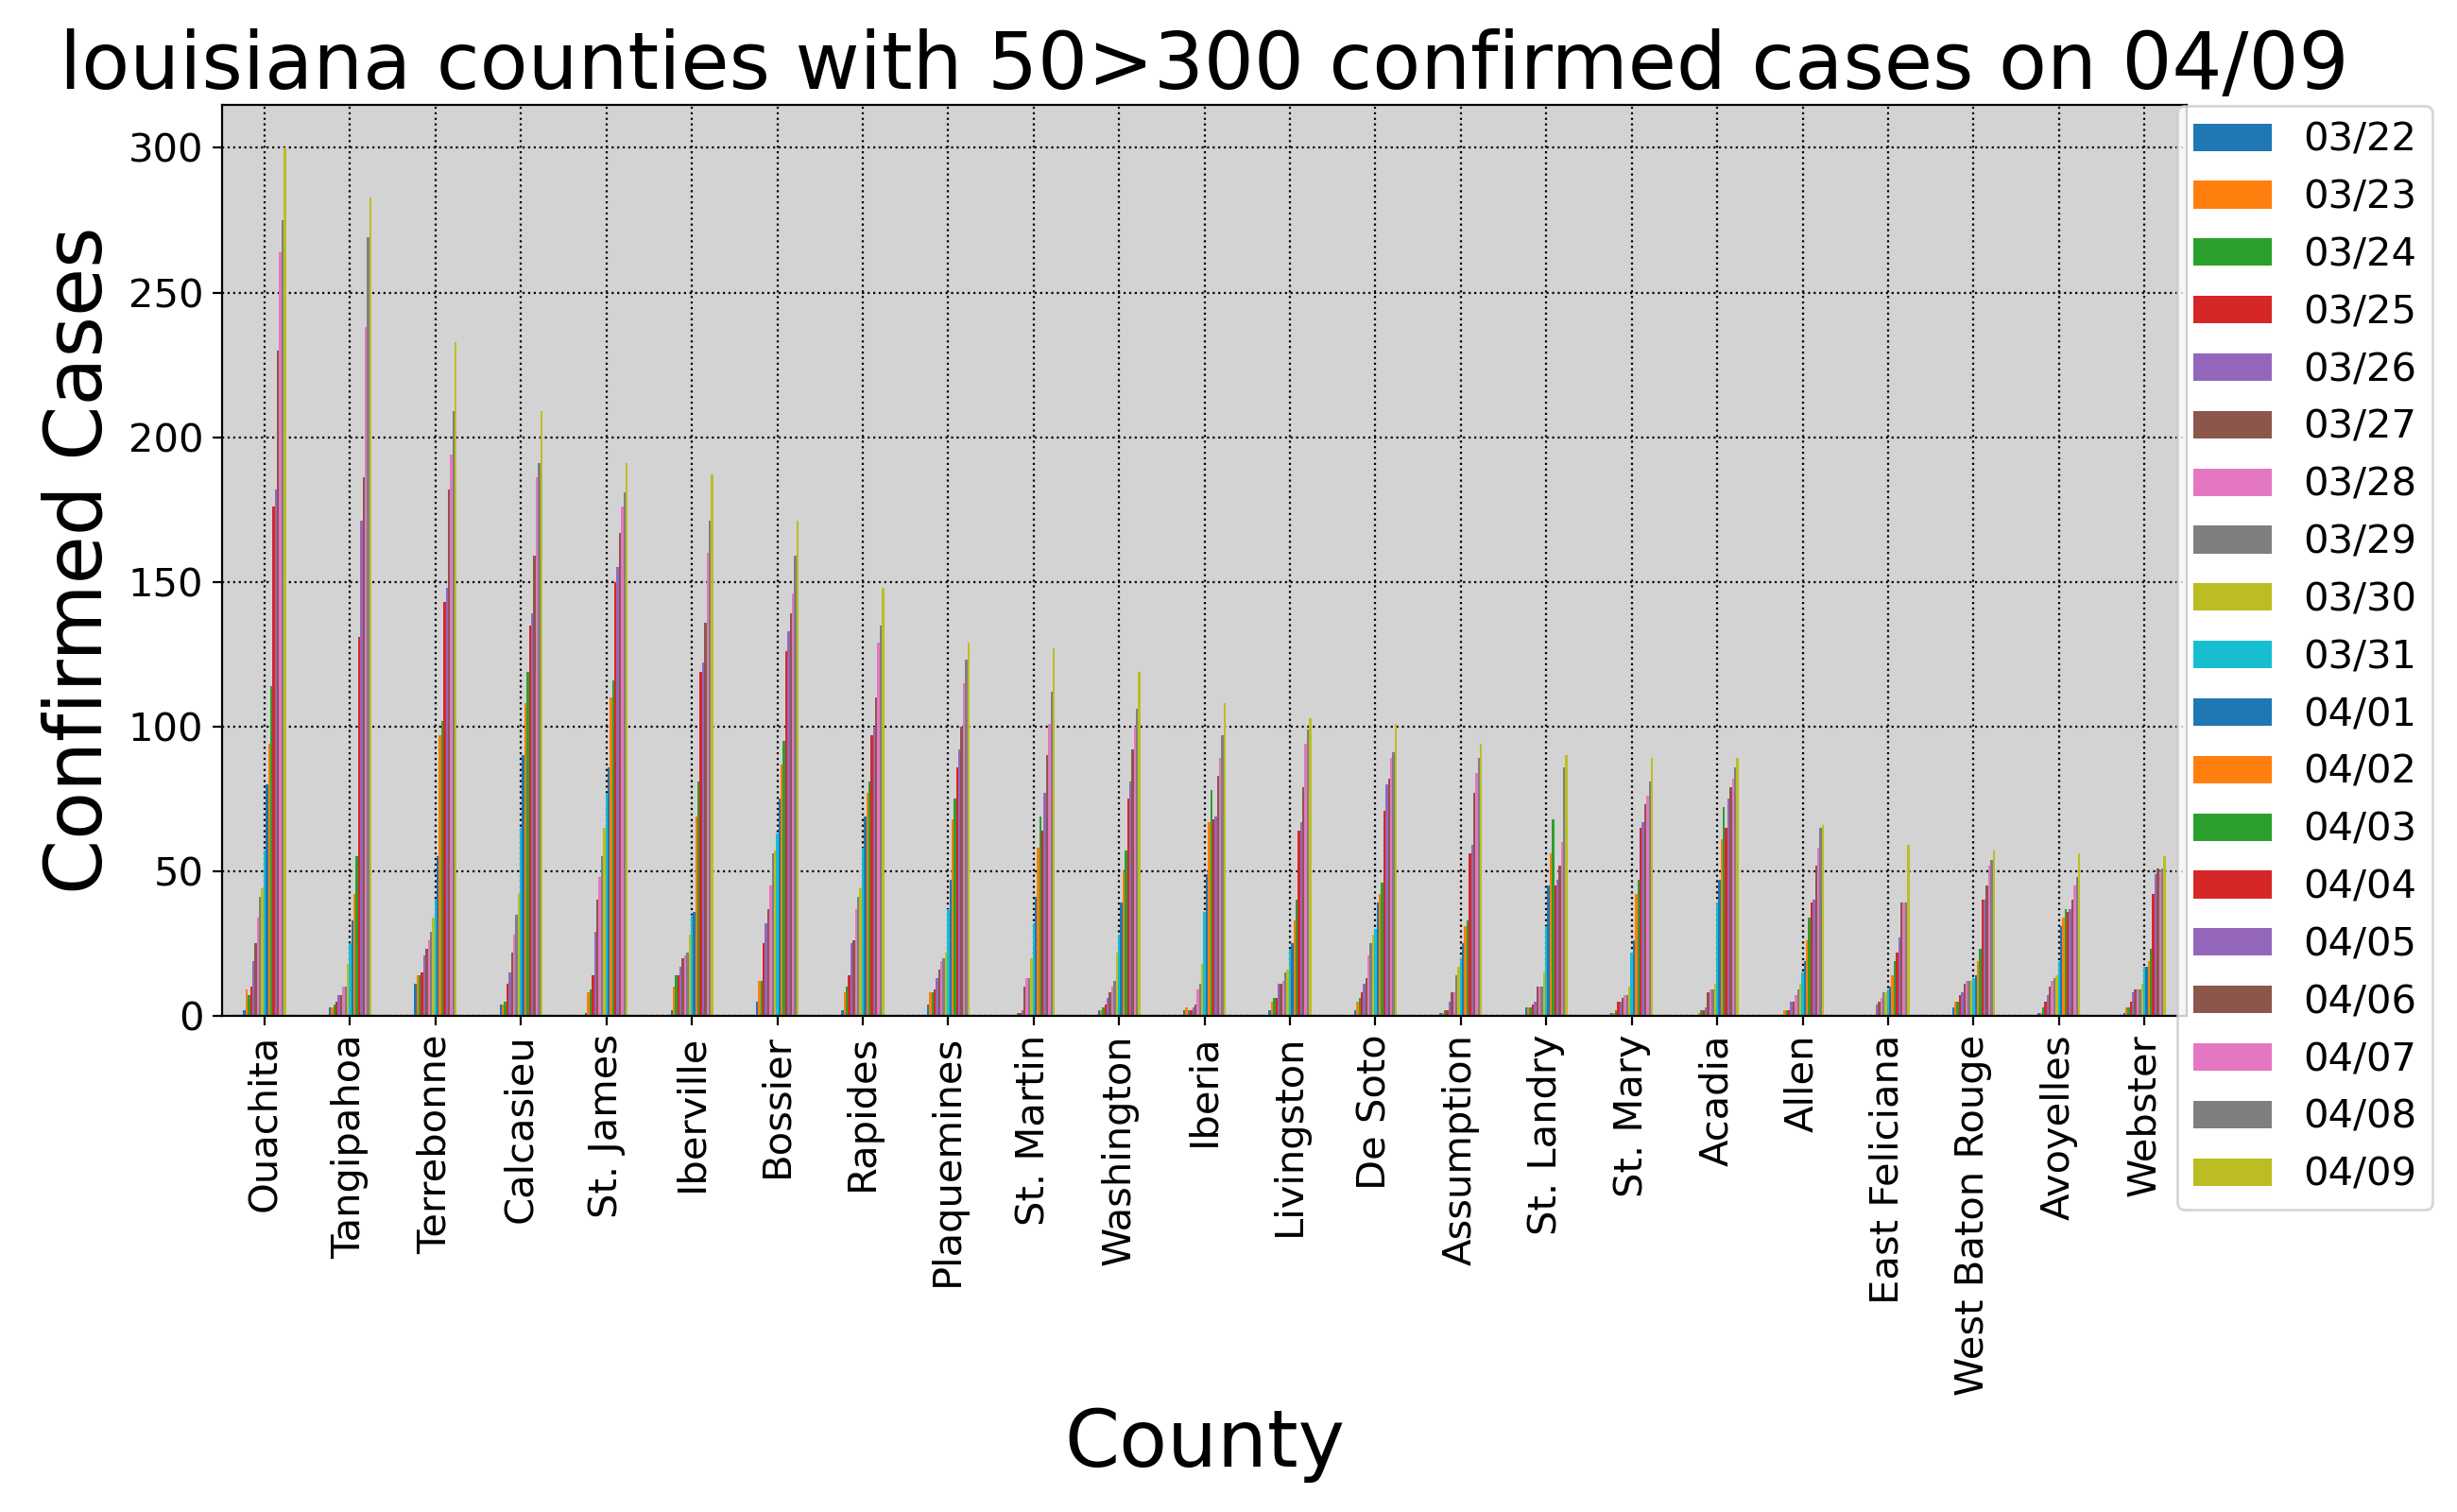 louisiana counties with 50>300 confirmed cases on 04/09
Confirmed Cases
300
250
200
150
100
50
0
Ouachita
Tangipahoa
Terrebonne
Calcasieu
St. James
Iberville
Bossier
Rapides
Plaquemines
St. Martin
Washington
Iberia
Livingston
De Soto
Assumption
St. Landry
St. Mary
Acadia
Allen
East Feliciana
West Baton Rouge
Avoyelles
Webster
County
03/22
03/23
03/24
03/25
03/26
03/27
03/28
03/29
03/30
03/31
04/01
04/02
04/03
04/04
04/05
04/06
04/07
04/08
04/09